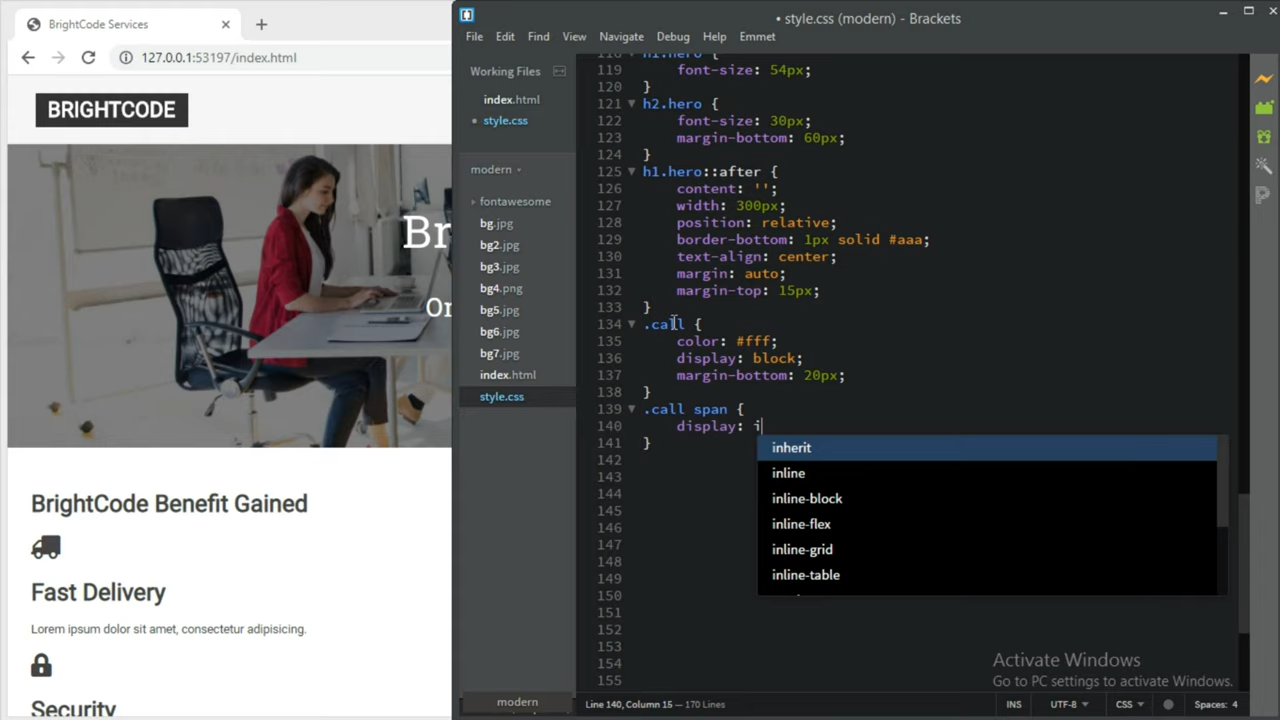 BrightCode Services
127.0.0.1:53197/index.html
BRIGHTCODE
Br
Or
BrightCode Benefit Gained
Fast Delivery
Lorem ipsum dolor sit amet, consectetur adipisicing.
Security
• style.css (modern) - Brackets
File Edit Find View Navigate Debug Help Emmet
Working Files
index.html
• style.css
modern
fontawesome
bg.jpg
bg2.jpg
bg3.jpg
bg4.png
bg5.jpg
bg6.jpg
bg7.jpg
index.html
style.css
modern
118 h1.hero {
119 font-size: 54px;
120 }
121 h2.hero {
122 font-size: 30px;
123 margin-bottom: 60px;
124 }
125 h1.hero::after {
126 content: '';
127 width: 300px;
128 position: relative;
129 border-bottom: 1px solid #aaa;
130 text-align: center;
131 margin: auto;
132 margin-top: 15px;
133 }
134 .call {
135 color: #fff;
136 display: block;
137 margin-bottom: 20px;
138 }
139 .call span {
140 display: i
141 }
142
143
144
145
146
147
148
149
150
151
152
153
154
155
inherit
inline
inline-block
inline-flex
inline-grid
inline-table
Activate Windows
Go to PC settings to activate Windows.
Line 140, Column 15 — 170 Lines
INS UTF-8 CSS Spaces: 4